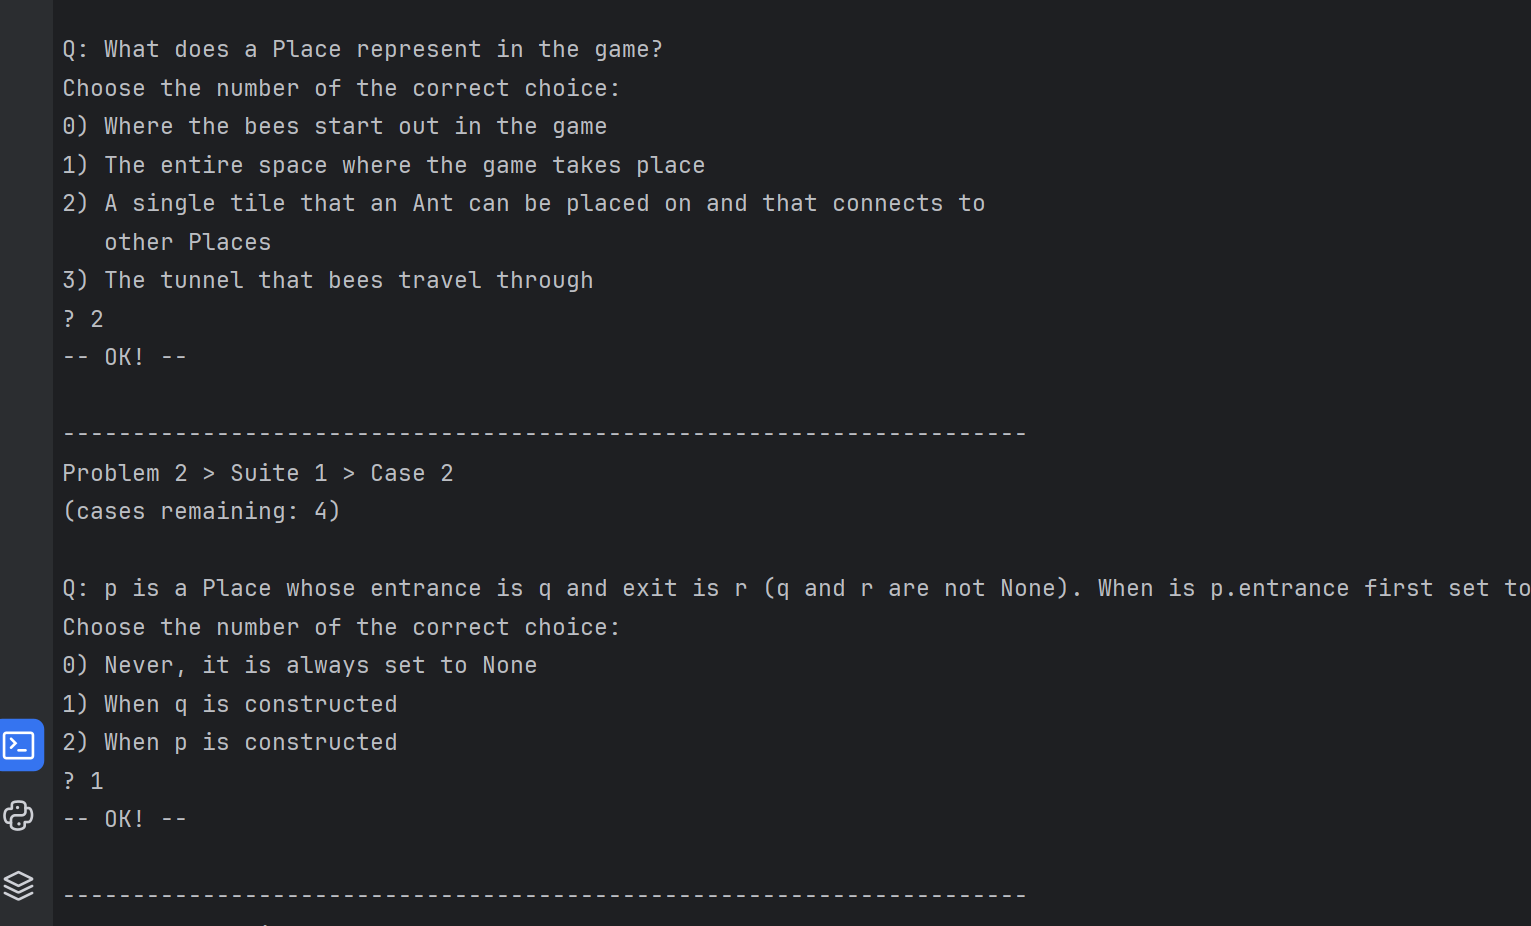 Q: What does a Place represent in the game?
Choose the number of the correct choice:
0) Where the bees start out in the game
1) The entire space where the game takes place
2) A single tile that an Ant can be placed on and that connects to
   other Places
3) The tunnel that bees travel through
? 2
-- OK! --
---------------------------------------------------------------------
Problem 2 > Suite 1 > Case 2
(cases remaining: 4)
Q: p is a Place whose entrance is q and exit is r (q and r are not None). When is p.entrance first set to
Choose the number of the correct choice:
0) Never, it is always set to None
1) When q is constructed
2) When p is constructed
? 1
-- OK! --
---------------------------------------------------------------------